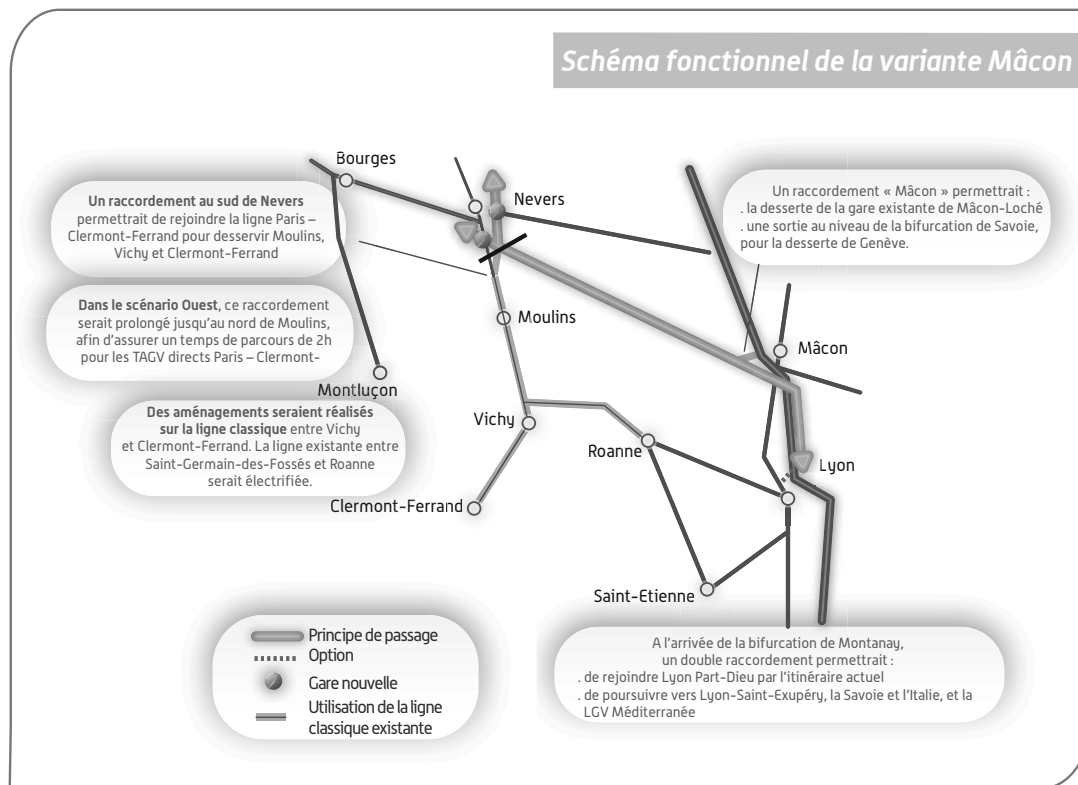 Schéma fonctionnel de la variante Mâcon
Bourges
Nevers
Un raccordement au sud de Nevers
permettrait de rejoindre la ligne Paris –
Clermont-Ferrand pour desservir Moulins,
Vichy et Clermont-Ferrand
Un raccordement « Mâcon » permettrait :
. la desserte de la gare existante de Mâcon-Loché
. une sortie au niveau de la bifurcation de Savoie,
pour la desserte de Genève.
Dans le scénario Ouest, ce raccordement
serait prolongé jusqu'au nord de Moulins,
afin d'assurer un temps de parcours de 2h
pour les TAGV directs Paris – Clermont-
Moulins
Mâcon
Montluçon
Des aménagements seraient réalisés
sur la ligne classique entre Vichy
et Clermont-Ferrand. La ligne existante entre
Saint-Germain-des-Fossés et Roanne
serait électrifiée.
Vichy
Roanne
Lyon
Clermont-Ferrand
Saint-Etienne
Principe de passage
Option
Gare nouvelle
Utilisation de la ligne
classique existante
A l'arrivée de la bifurcation de Montanay,
un double raccordement permettrait :
. de rejoindre Lyon Part-Dieu par l'itinéraire actuel
. de poursuivre vers Lyon-Saint-Exupéry, la Savoie et l'Italie, et la
LGV Méditerranée